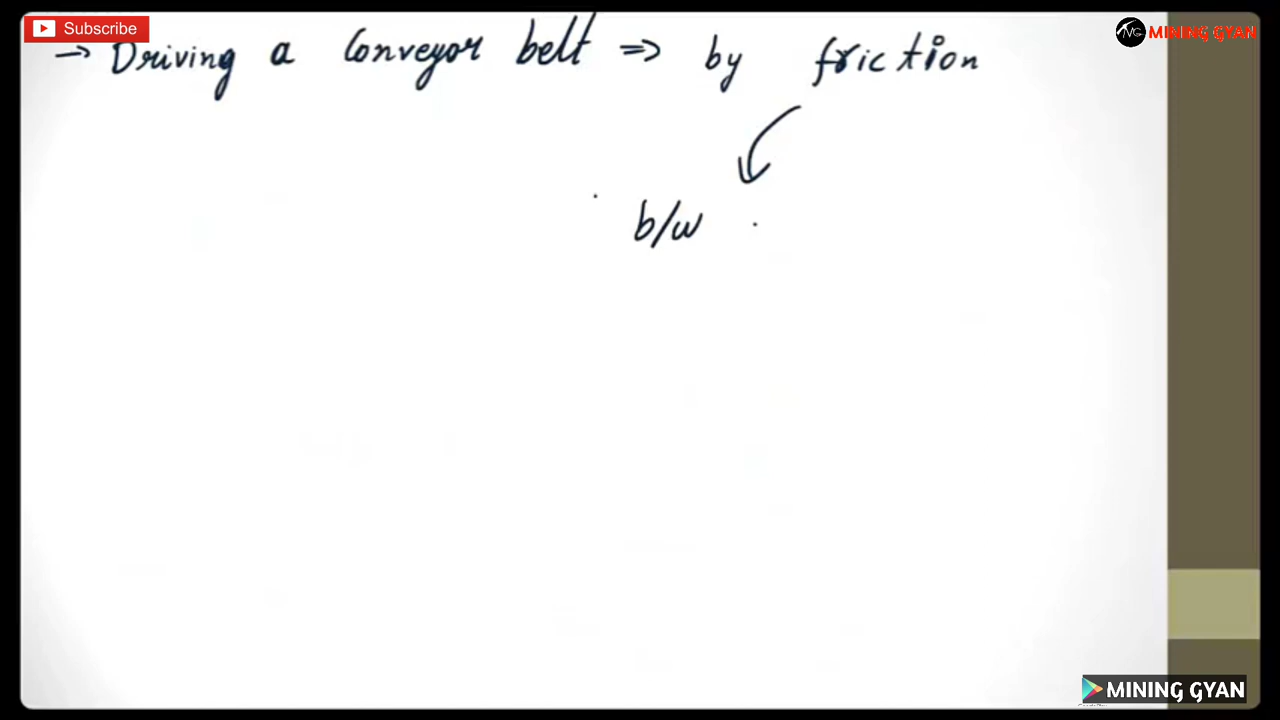 Subscribe
MINING GYAN
→ Driving a Conveyor belt ⇒ by friction
b/w
MINING GYAN